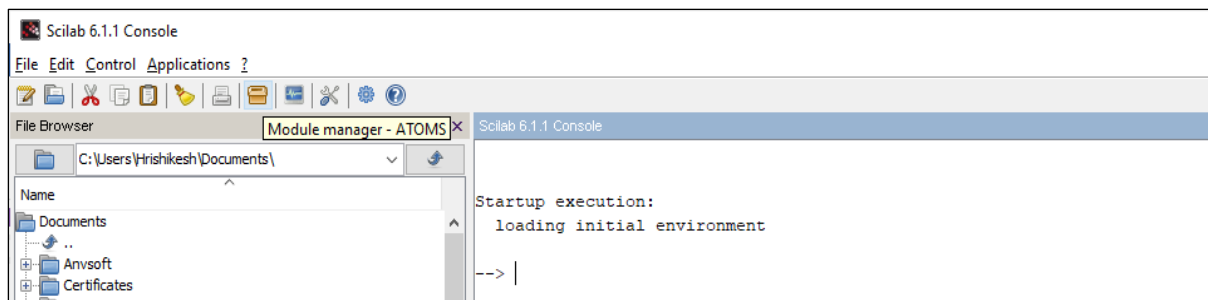 Scilab 6.1.1 Console
File Edit Control Applications ?
File Browser
Module manager - ATOMS
Scilab 6.1.1 Console
C:\Users\Hrishikesh\Documents\
Name
Startup execution:
Documents
loading initial environment
..
Anvsoft
-->
Certificates